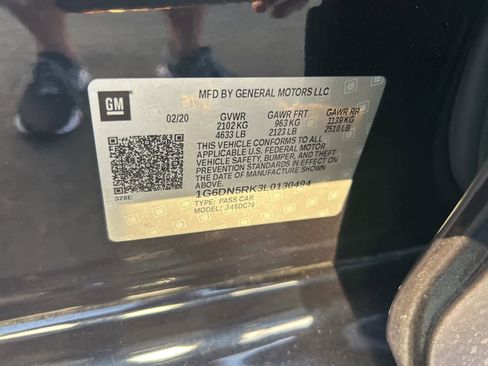 GM
MFD BY GENERAL MOTORS LLC
02/20 GVWR GAWR FRT GAWR RR
2102 KG 963 KG 1139 KG
4633 LB 2123 LB 2510 LB
THIS VEHICLE CONFORMS TO ALL
APPLICABLE U.S. FEDERAL MOTOR
VEHICLE SAFETY, BUMPER, AND THEFT
PREVENTION STANDARDS IN EFFECT
ON THE DATE OF MANUFACTURE
SHOWN ABOVE.
1G6DN5RK3L0130494
TYPE: PASS CAR
MODEL: 346DC79
328E